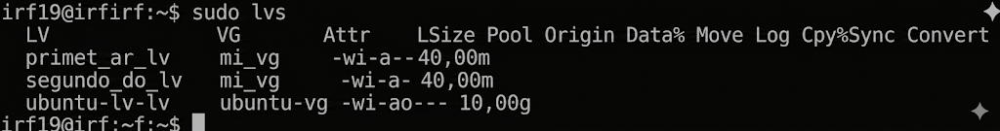 irf19@irfirf:~$ sudo lvs
LV VG Attr LSize Pool Origin Data% Move Log Cpy%Sync Convert
primet_ar_lv mi_vg -wi-a-- 40,00m
segundo_do_lv mi_vg -wi-a- 40,00m
ubuntu-lv-lv ubuntu-vg -wi-ao--- 10,00g
irf19@irf:~f:~$